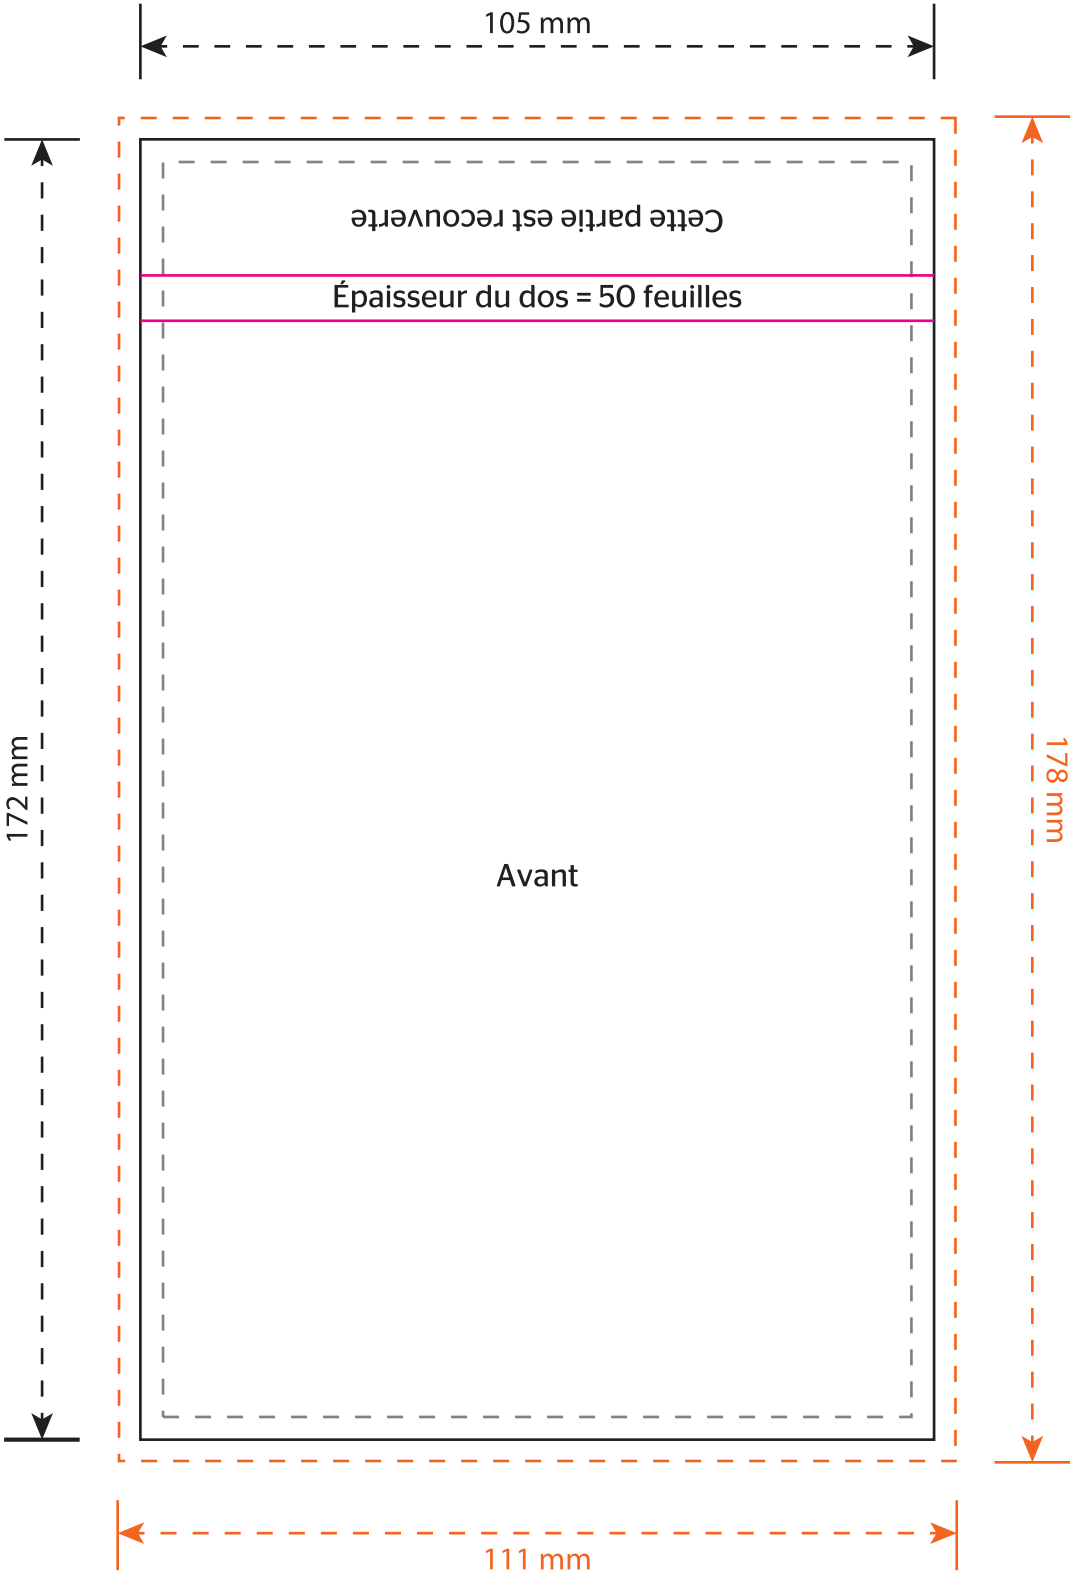 105 mm
Cette partie est recouverte
Épaisseur du dos = 50 feuilles
172 mm
178 mm
Avant
111 mm